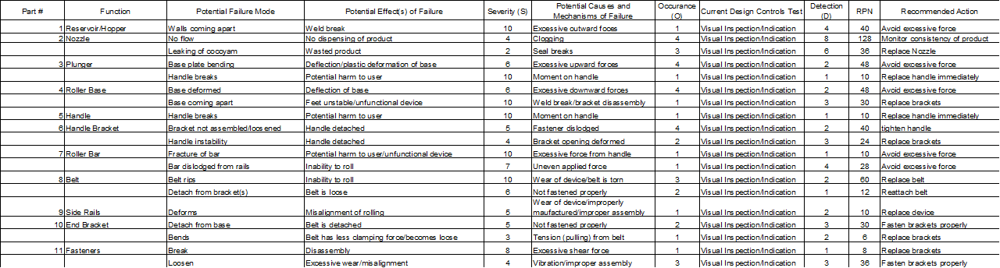 Part # Function Potential Failure Mode Potential Effect(s) of Failure Severity (S) Potential Causes and Mechanisms of Failure Occurance (O) Current Design Controls Test Detection (D) RPN Recommended Action
1 Reservoir/Hopper Walls coming apart Weld break 10 Excessive outward foces 1 Visual Inspection/Indication 4 40 Avoid excessive force
2 Nozzle No flow No dispensing of product 4 Clogging 4 Visual Inspection/Indication 8 128 Monitor consistency of product
Leaking of cocoyam Wasted product 2 Seal breaks 3 Visual Inspection/Indication 6 36 Replace Nozzle
3 Plunger Base plate bending Deflection/plastic deformation of base 6 Excessive upward forces 4 Visual Inspection/Indication 2 48 Avoid excessive force
Handle breaks Potential harm to user 10 Moment on handle 1 Visual Inspection/Indication 1 10 Replace handle immediately
4 Roller Base Base deformed Deflection of base 6 Excessive downward forces 4 Visual Inspection/Indication 2 48 Avoid excessive force
Base coming apart Feet unstable/unfunctional device 10 Weld break/bracket disassembly 1 Visual Inspection/Indication 3 30 Replace brackets
5 Handle Handle breaks Potential harm to user 10 Moment on handle 1 Visual Inspection/Indication 1 10 Replace handle immediately
6 Handle Bracket Bracket not assembled/loosened Handle detached 5 Fastener dislodged 4 Visual Inspection/Indication 2 40 tighten handle
Handle instability Handle detached 4 Bracket opening deformed 2 Visual Inspection/Indication 3 24 Replace brackets
7 Roller Bar Fracture of bar Potential harm to user/unfunctional device 10 Excessive force from handle 1 Visual Inspection/Indication 1 10 Avoid excessive force
Bar dislodged from rails Inability to roll 7 Uneven applied force 1 Visual Inspection/Indication 4 28 Avoid excessive force
8 Belt Belt rips Inability to roll 10 Wear of device/belt is torn 3 Visual Inspection/Indication 2 60 Replace belt
Detach from bracket(s) Belt is loose 6 Not fastened properly 2 Visual Inspection/Indication 1 12 Reattach belt
9 Side Rails Deforms Misalignment of rolling 5 Wear of device/improperly maufactured/improper assembly 1 Visual Inspection/Indication 2 10 Replace device
10 End Bracket Detach from base Belt is detached 5 Not fastened properly 2 Visual Inspection/Indication 3 30 Fasten brackets properly
Bends Belt has less clamping force/becomes loose 3 Tension (pulling) from belt 1 Visual Inspection/Indication 2 6 Replace brackets
11 Fasteners Break Disassembly 8 Excessive shear force 1 Visual Inspection/Indication 1 8 Replace brackets
Loosen Excessive wear/misalignment 4 Vibration/improper assembly 3 Visual Inspection/Indication 3 36 Fasten brackets properly